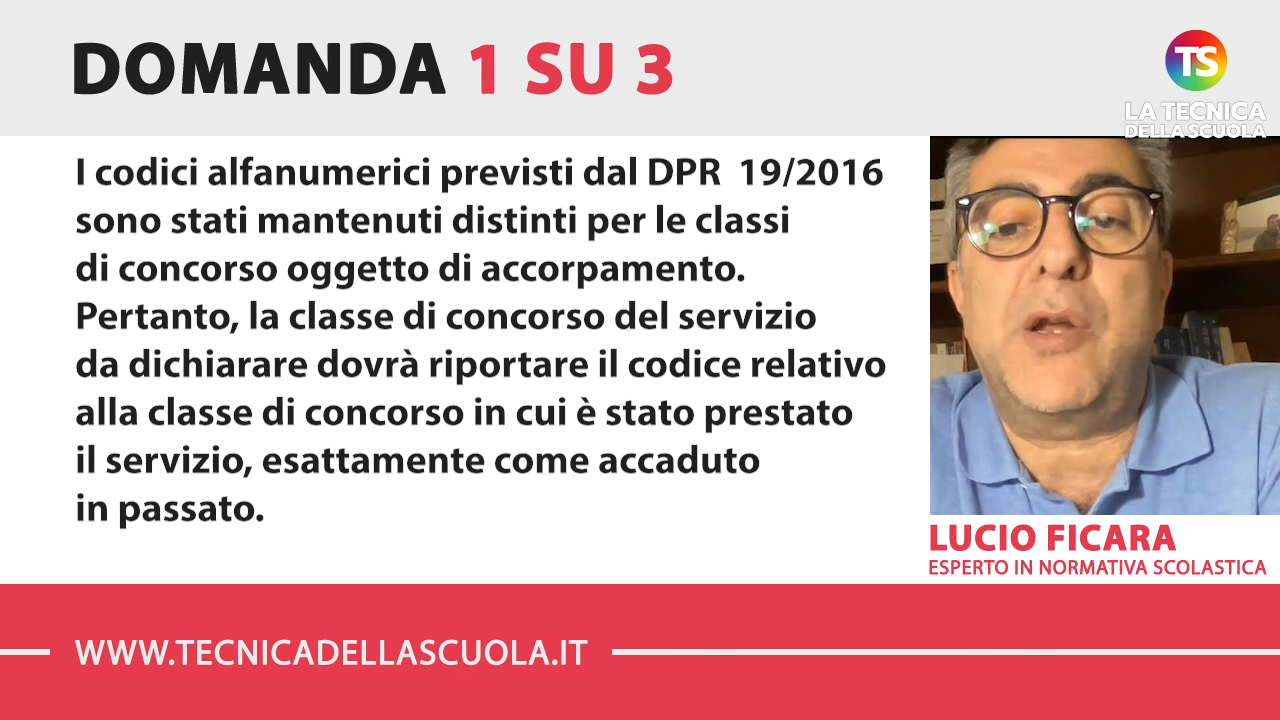 DOMANDA 1 SU 3
TS
LA TECNICA
DELLA SCUOLA
I codici alfanumerici previsti dal DPR  19/2016
sono stati mantenuti distinti per le classi
di concorso oggetto di accorpamento.
Pertanto, la classe di concorso del servizio
da dichiarare dovrà riportare il codice relativo
alla classe di concorso in cui è stato prestato
il servizio, esattamente come accaduto
in passato.
LUCIO FICARA
ESPERTO IN NORMATIVA SCOLASTICA
WWW.TECNICADELLASCUOLA.IT